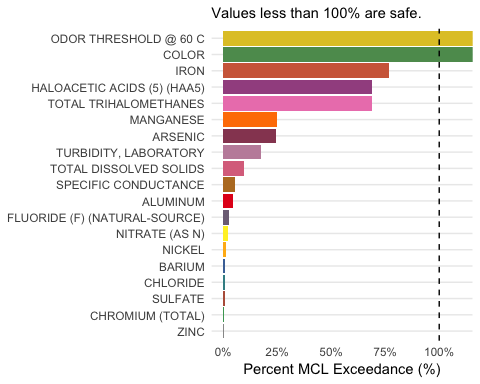 Values less than 100% are safe.
ODOR THRESHOLD @ 60 C
COLOR
IRON
HALOACETIC ACIDS (5) (HAA5)
TOTAL TRIHALOMETHANES
MANGANESE
ARSENIC
TURBIDITY, LABORATORY
TOTAL DISSOLVED SOLIDS
SPECIFIC CONDUCTANCE
ALUMINUM
FLUORIDE (F) (NATURAL-SOURCE)
NITRATE (AS N)
NICKEL
BARIUM
CHLORIDE
SULFATE
CHROMIUM (TOTAL)
ZINC
0% 25% 50% 75% 100%
Percent MCL Exceedance (%)